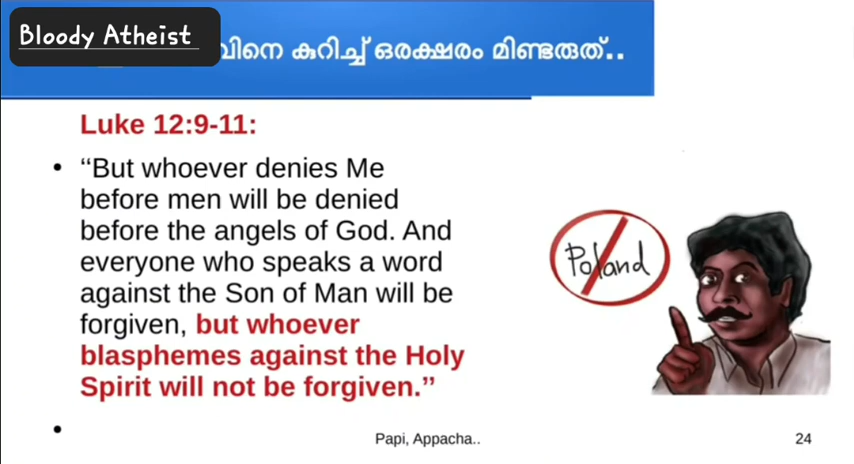 Bloody Atheist
വിനെ കുറിച്ച് ഒരക്ഷരം മിണ്ടരുത്..
Luke 12:9-11:
• “But whoever denies Me
before men will be denied
before the angels of God. And
everyone who speaks a word
against the Son of Man will be
forgiven, but whoever
blasphemes against the Holy
Spirit will not be forgiven.”
•
Poland
Papi, Appacha..
24